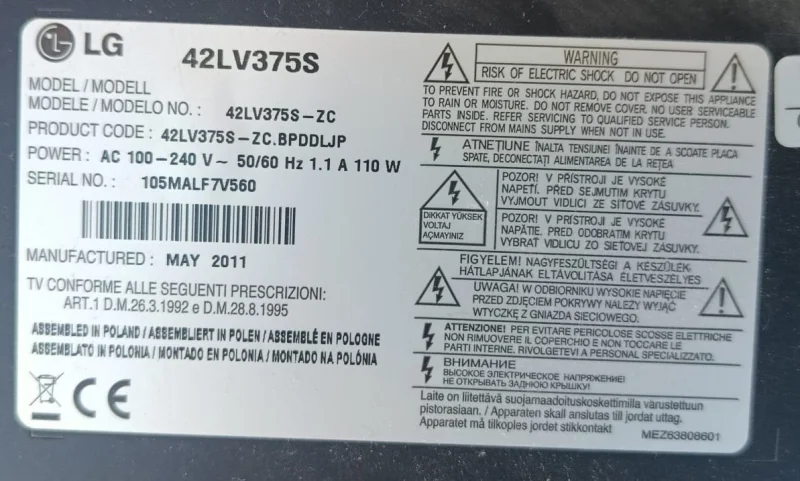 LG 42LV375S
MODEL / MODELL
MODELE / MODELO NO. : 42LV375S-ZC
PRODUCT CODE : 42LV375S-ZC.BPDDLJP
POWER : AC 100-240 V ~ 50/60 Hz 1.1 A 110 W
SERIAL NO. : 105MALF7V560
MANUFACTURED : MAY 2011
TV CONFORME ALLE SEGUENTI PRESCRIZIONI:
ART.1 D.M.26.3.1992 e D.M.28.8.1995
ASSEMBLED IN POLAND / ASSEMBLIERT IN POLEN / ASSEMBLÉ EN POLOGNE
ASSEMBLATO IN POLONIA / MONTADO EN POLONIA / MONTADO NA POLÓNIA
CE
WARNING
RISK OF ELECTRIC SHOCK DO NOT OPEN
TO PREVENT FIRE OR SHOCK HAZARD, DO NOT EXPOSE THIS APPLIANCE
TO RAIN OR MOISTURE. DO NOT REMOVE COVER. NO USER SERVICEABLE
PARTS INSIDE. REFER SERVICING TO QUALIFIED SERVICE PERSON.
DISCONNECT FROM MAINS SUPPLY WHEN NOT IN USE.
ATNEŢIUNE ÎNALTA TENSIUNE! ÎNAINTE DE A SCOATE PLACA
SPATE, DECONECTAŢI ALIMENTAREA DE LA REŢEA
DIKKAT YÜKSEK
VOLTAJ
AÇMAYINIZ
POZOR! V PŘÍSTROJI JE VYSOKÉ
NAPETÍ. PŘED SEJMUTIM KRYTU
VYJMOUT VIDLICI ZE SÍŤOVÉ ZÁSUVKY.
POZOR! V PRÍSTROJI JE VYSOKÉ
NAPÄTIE. PRED ODOBRATIM KRYTU
VYBRAŤ VIDLICU ZO SIEŤOVEJ ZÁSUVKY.
FIGYELEM! NAGYFESZÜLTSÉGI A KÉSZÜLÉK
HÁTLAPJÁNAK ELTÁVOLÍTÁSA ÉLETVESZÉLYES
UWAGA! W ODBIORNIKU WYSOKIE NAPIĘCIE
PRZED ZDJĘCIEM POKRYWY NALEŻY WYJĄĆ
WTYCZKĘ Z GNIAZDA SIECIOWEGO.
ATTENZIONE! PER EVITARE PERICOLOSE SCOSSE ELETTRICHE
NON RIMUOVERE IL COPERCHIO E NON TOCCARE LE
PARTI INTERNE. RIVOLGETEVI A PERSONAL SPECIALIZZATO.
ВНИМАНИЕ
ВЫСОКОЕ ЭЛЕКТРИЧЕСКОЕ НАПРЯЖЕНИЕ!
НЕ ОТКРЫВАТЬ ЗАДНЮЮ КРЫШКУ!
Laite on liitettävä suojamaadoituskoskettimilla varustettuun
pistorasiaan. / Apparaten skall anslutas till jordat uttag.
Apparatet må tilkoples jordet stikkontakt
MEZ63808601